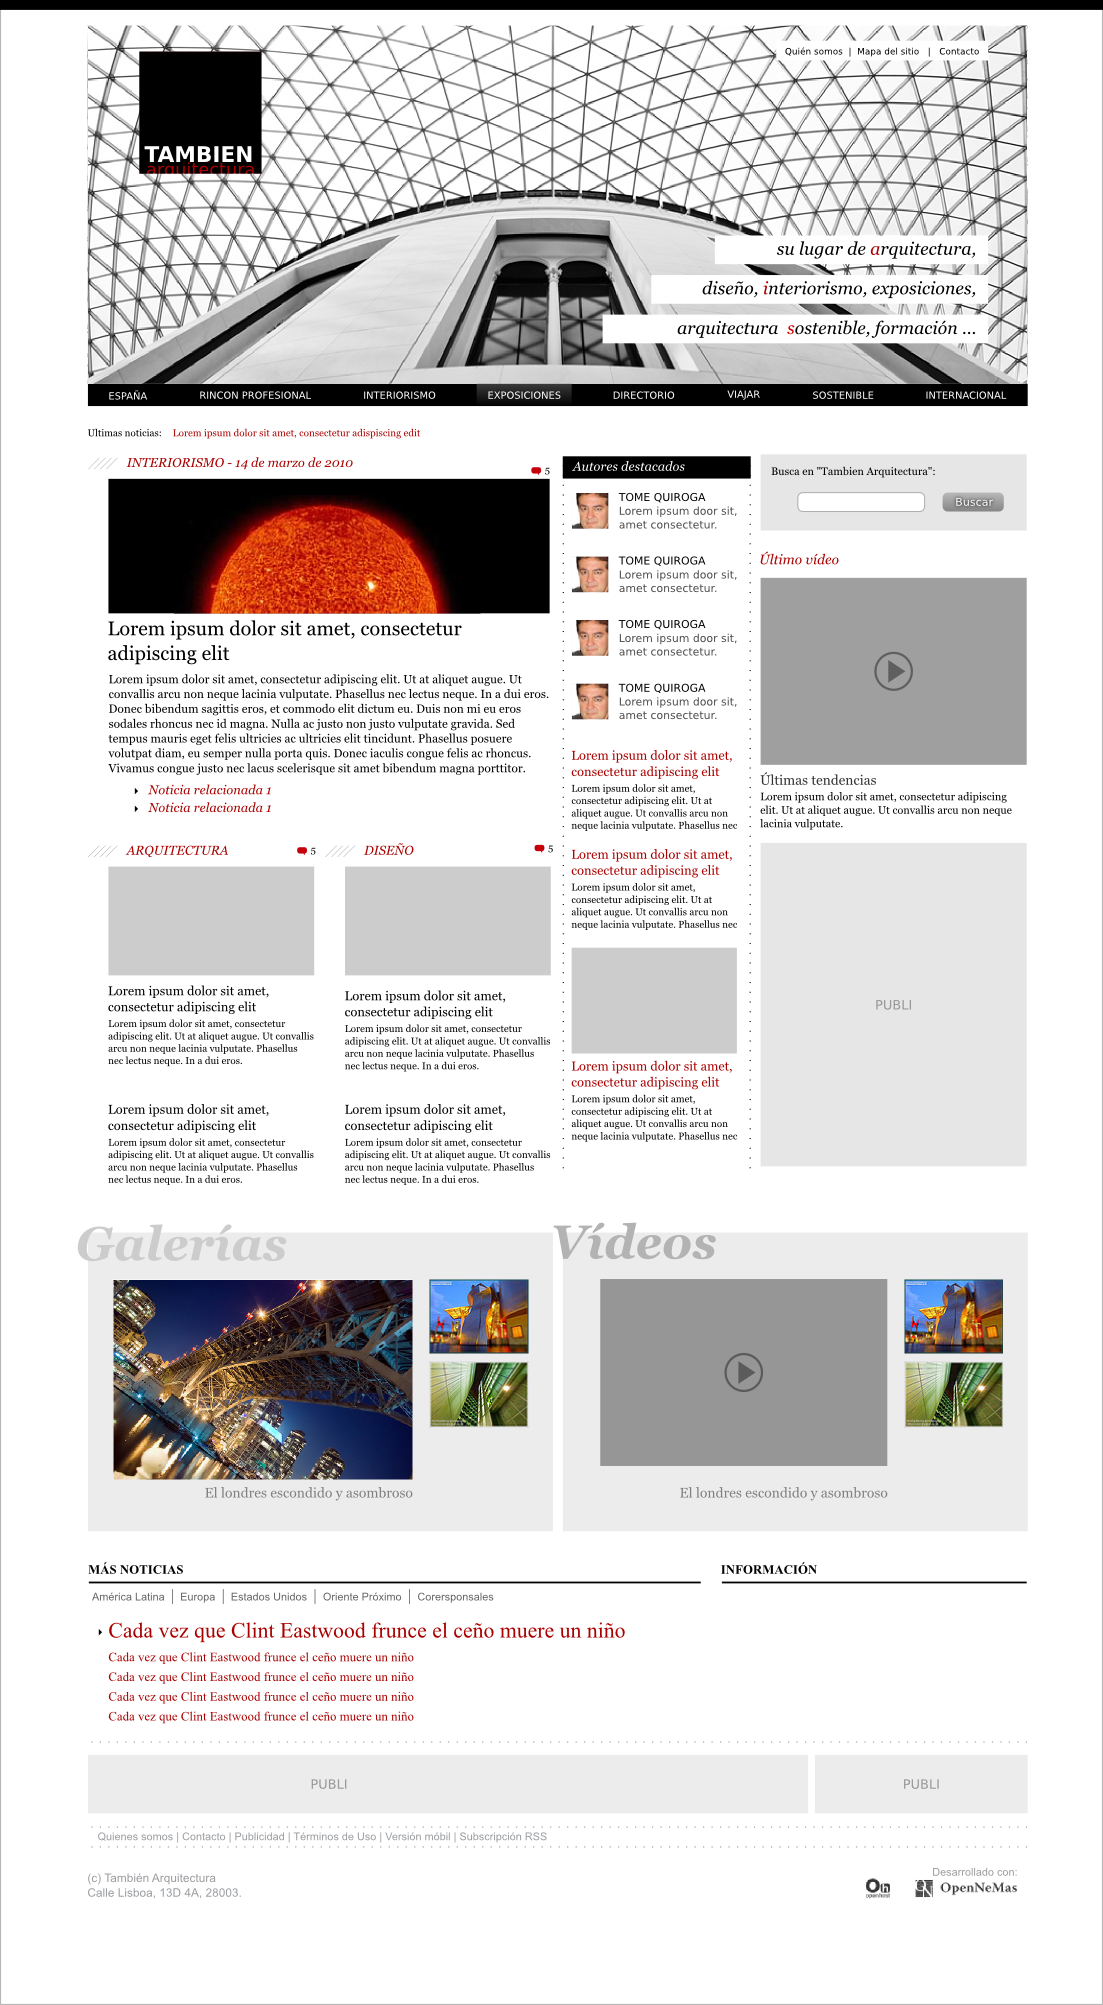 Quién somos | Mapa del sitio | Contacto
TAMBIEN
arquitectura
su lugar de arquitectura,
diseño, interiorismo, exposiciones,
arquitectura sostenible, formación ...
ESPAÑA RINCON PROFESIONAL INTERIORISMO EXPOSICIONES DIRECTORIO VIAJAR SOSTENIBLE INTERNACIONAL
Ultimas noticias: Lorem ipsum dolor sit amet, consectetur adispiscing edit
INTERIORISMO - 14 de marzo de 2010
5
Lorem ipsum dolor sit amet, consectetur
adipiscing elit
Lorem ipsum dolor sit amet, consectetur adipiscing elit. Ut at aliquet augue. Ut
convallis arcu non neque lacinia vulputate. Phasellus nec lectus neque. In a dui eros.
Donec bibendum sagittis eros, et commodo elit dictum eu. Duis non mi eu eros
sodales rhoncus nec id magna. Nulla ac justo non justo vulputate gravida. Sed
tempus mauris eget felis ultricies ac ultricies elit tincidunt. Phasellus posuere
volutpat diam, eu semper nulla porta quis. Donec iaculis congue felis ac rhoncus.
Vivamus congue justo nec lacus scelerisque sit amet bibendum magna porttitor.
Noticia relacionada 1
Noticia relacionada 1
ARQUITECTURA
5
Lorem ipsum dolor sit amet,
consectetur adipiscing elit
Lorem ipsum dolor sit amet, consectetur
adipiscing elit. Ut at aliquet augue. Ut convallis
arcu non neque lacinia vulputate. Phasellus
nec lectus neque. In a dui eros.
Lorem ipsum dolor sit amet,
consectetur adipiscing elit
Lorem ipsum dolor sit amet, consectetur
adipiscing elit. Ut at aliquet augue. Ut convallis
arcu non neque lacinia vulputate. Phasellus
nec lectus neque. In a dui eros.
DISEÑO
5
Lorem ipsum dolor sit amet,
consectetur adipiscing elit
Lorem ipsum dolor sit amet, consectetur
adipiscing elit. Ut at aliquet augue. Ut convallis
arcu non neque lacinia vulputate. Phasellus
nec lectus neque. In a dui eros.
Lorem ipsum dolor sit amet,
consectetur adipiscing elit
Lorem ipsum dolor sit amet, consectetur
adipiscing elit. Ut at aliquet augue. Ut convallis
arcu non neque lacinia vulputate. Phasellus
nec lectus neque. In a dui eros.
Autores destacados
TOME QUIROGA
Lorem ipsum door sit,
amet consectetur.
TOME QUIROGA
Lorem ipsum door sit,
amet consectetur.
TOME QUIROGA
Lorem ipsum door sit,
amet consectetur.
TOME QUIROGA
Lorem ipsum door sit,
amet consectetur.
Lorem ipsum dolor sit amet,
consectetur adipiscing elit
Lorem ipsum dolor sit amet,
consectetur adipiscing elit. Ut at
aliquet augue. Ut convallis arcu non
neque lacinia vulputate. Phasellus nec
Lorem ipsum dolor sit amet,
consectetur adipiscing elit
Lorem ipsum dolor sit amet,
consectetur adipiscing elit. Ut at
aliquet augue. Ut convallis arcu non
neque lacinia vulputate. Phasellus nec
Lorem ipsum dolor sit amet,
consectetur adipiscing elit
Lorem ipsum dolor sit amet,
consectetur adipiscing elit. Ut at
aliquet augue. Ut convallis arcu non
neque lacinia vulputate. Phasellus nec
Busca en "Tambien Arquitectura":
Buscar
Último vídeo
Últimas tendencias
Lorem ipsum dolor sit amet, consectetur adipiscing
elit. Ut at aliquet augue. Ut convallis arcu non neque
lacinia vulputate.
PUBLI
Galerías
El londres escondido y asombroso
Vídeos
El londres escondido y asombroso
MÁS NOTICIAS
América Latina | Europa | Estados Unidos | Oriente Próximo | Corersponsales
Cada vez que Clint Eastwood frunce el ceño muere un niño
Cada vez que Clint Eastwood frunce el ceño muere un niño
Cada vez que Clint Eastwood frunce el ceño muere un niño
Cada vez que Clint Eastwood frunce el ceño muere un niño
Cada vez que Clint Eastwood frunce el ceño muere un niño
INFORMACIÓN
PUBLI
PUBLI
Quienes somos | Contacto | Publicidad | Términos de Uso | Versión móbil | Subscripción RSS
(c) También Arquitectura
Calle Lisboa, 13D 4A, 28003.
Desarrollado con:
Oh
openhost
OpenNeMas